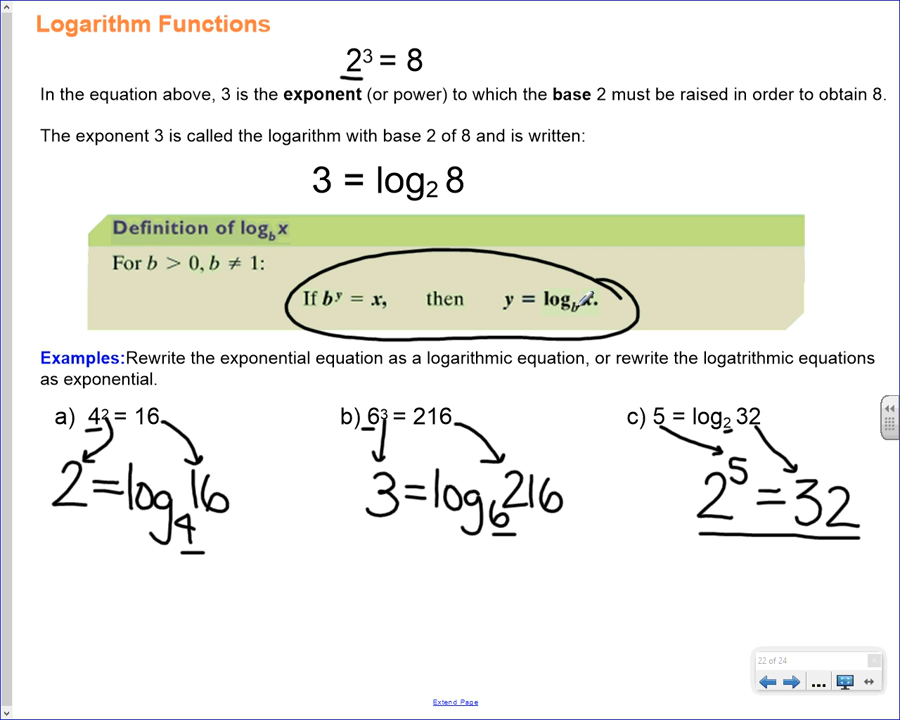 Logarithm Functions
2³ = 8
In the equation above, 3 is the exponent (or power) to which the base 2 must be raised in order to obtain 8.
The exponent 3 is called the logarithm with base 2 of 8 and is written:
3 = log₂ 8
Definition of log_b x
For b > 0, b ≠ 1:
If bʸ = x, then y = log_b x.
Examples:Rewrite the exponential equation as a logarithmic equation, or rewrite the logatrithmic equations
as exponential.
a) 4² = 16 b) 6³ = 216 c) 5 = log₂ 32
2 = log₄ 16 3 = log₆ 216 2⁵ = 32
22 of 24
Extend Page